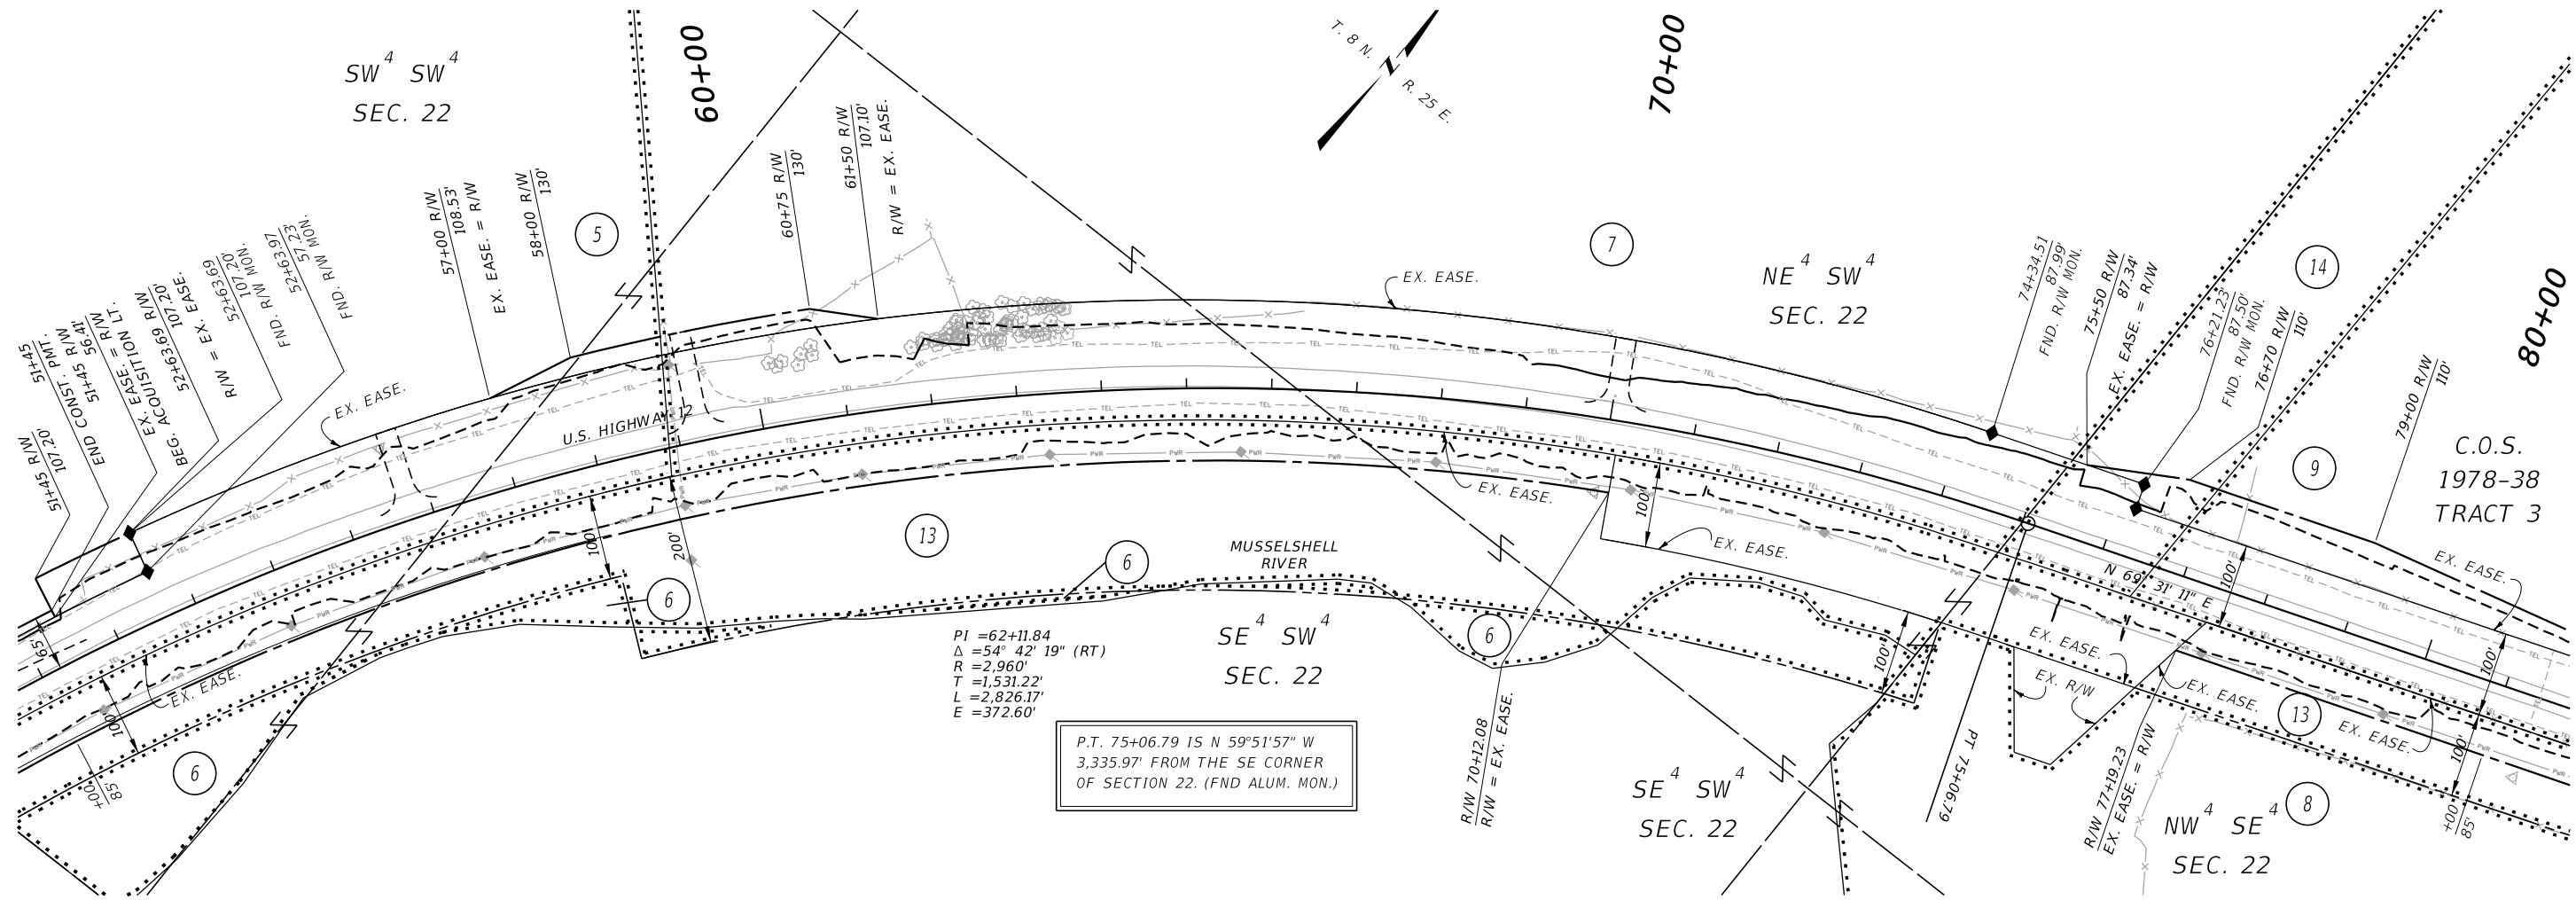 SW 4 SW 4
SEC. 22
60+00
T. 8 N.
R. 25 E.
N
70+00
80+00
51+45 R/W
107.20'
51+45
END CONST. PMT.
51+45 R/W
56.41'
EX. EASE. = R/W
BEG. ACQUISITION LT.
52+63.69 R/W
107.20'
R/W = EX. EASE.
52+63.69
107.20'
FND. R/W MON.
52+63.97
57.23'
FND. R/W MON.
EX. EASE.
57+00 R/W
108.53'
EX. EASE. = R/W
58+00 R/W
130'
5
60+75 R/W
130'
61+50 R/W
107.10'
R/W = EX. EASE.
7
EX. EASE.
NE 4 SW 4
SEC. 22
74+34.51
87.99'
FND. R/W MON.
75+50 R/W
87.34'
EX. EASE. = R/W
76+21.23
87.50'
FND. R/W MON.
76+70 R/W
110'
14
9
79+00 R/W
110'
C.O.S.
1978-38
TRACT 3
EX. EASE.
U.S. HIGHWAY 12
TEL
PWR
65'
100'
EX. EASE.
100'
200'
6
13
6
MUSSELSHELL
RIVER
EX. EASE.
100'
EX. EASE.
6
100'
PI =62+11.84
Δ =54° 42' 19" (RT)
R =2,960'
T =1,531.22'
L =2,826.17'
E =372.60'
SE 4 SW 4
SEC. 22
P.T. 75+06.79 IS N 59°51'57" W
3,335.97' FROM THE SE CORNER
OF SECTION 22. (FND ALUM. MON.)
R/W 70+12.08
R/W = EX. EASE.
SE 4 SW 4
SEC. 22
PT 75+06.79
N 69° 31' 11" E
100'
100'
EX. EASE.
EX. R/W
EX. EASE.
13
EX. EASE.
100'
R/W 77+19.23
EX. EASE. = R/W
NW 4 SE 4
SEC. 22
8
+00
85'
6
+00
85'